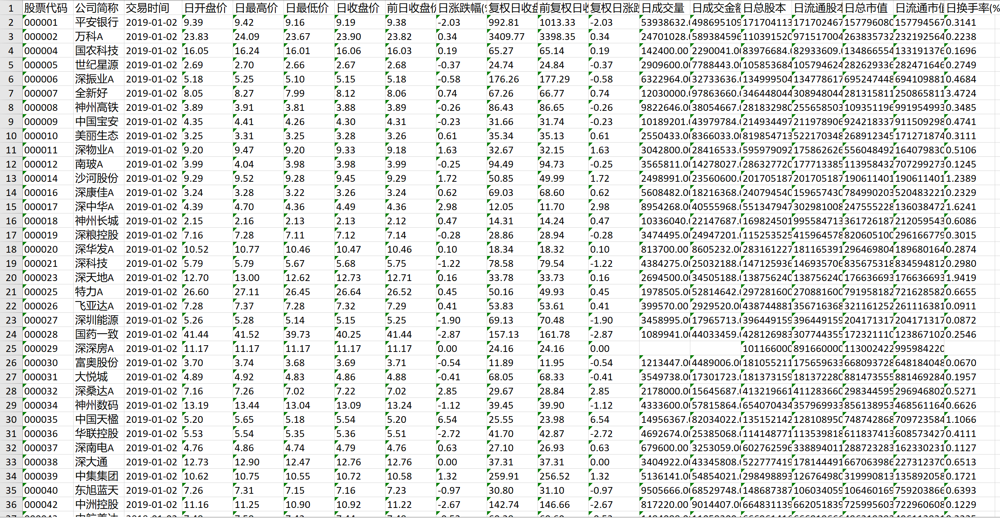 1 股票代码 公司简称 交易时间 日开盘价 日最高价 日最低价 日收盘价 前日收盘价 日涨跌幅(% 复权日收盘 前复权日收 复权日涨跌 日成交量 日成交金额 日总股本 日流通股本 日总市值 日流通市值 日换手率(%
2 000001 平安银行 2019-01-02 9.39 9.42 9.16 9.19 9.38 -2.03 992.81 1013.33 -2.03 53938632.0 498695109 171704113 171702467 157796080 157794567 0.3141
3 000002 万科A 2019-01-02 23.83 24.09 23.67 23.90 23.82 0.34 3409.77 3398.35 0.34 24701028.0 589384596 110391520 971517004 263835732 232192564 0.2238
4 000004 国农科技 2019-01-02 16.05 16.24 16.01 16.06 16.03 0.19 65.27 65.14 0.19 142400.00 2290041.00 83976684.0 82933609.0 134866554 133191376 0.1696
5 000005 世纪星源 2019-01-02 2.69 2.70 2.66 2.67 2.68 -0.37 24.74 24.84 -0.37 2909600.00 7788443.00 105853684 105794624 282629336 282471646 0.2749
6 000006 深振业A 2019-01-02 5.18 5.25 5.10 5.15 5.18 -0.58 176.26 177.29 -0.58 6322964.00 32733636.0 134999504 134778617 695247448 694109881 0.4684
7 000007 全新好 2019-01-02 8.05 8.27 7.99 8.12 8.06 0.74 67.26 66.77 0.74 12030000.0 97863660.0 346448044 308948044 281315811 250865811 3.4724
8 000008 神州高铁 2019-01-02 3.89 3.91 3.81 3.88 3.89 -0.26 86.43 86.65 -0.26 9822646.00 38054667.0 281832980 255658503 109351196 991954993 0.3485
9 000009 中国宝安 2019-01-02 4.35 4.41 4.26 4.30 4.31 -0.23 31.66 31.74 -0.23 10189201.0 43979784.0 214934497 211978906 924218337 911509298 0.4741
10 000010 美丽生态 2019-01-02 3.25 3.31 3.25 3.28 3.26 0.61 35.34 35.13 0.61 2550433.00 8366033.00 819854713 522170348 268912345 171271874 0.3111
11 000011 深物业A 2019-01-02 9.20 9.47 9.20 9.33 9.18 1.63 32.67 32.15 1.63 3042800.00 28416533.0 595979092 175862626 556048492 164079830 0.5106
12 000012 南玻A 2019-01-02 3.99 4.04 3.98 3.98 3.99 -0.25 94.49 94.73 -0.25 3565811.00 14278027.0 286327720 177713385 113958432 707299273 0.1245
13 000014 沙河股份 2019-01-02 9.29 9.52 9.28 9.45 9.29 1.72 50.85 49.99 1.72 2498991.00 23560600.0 201705187 201705187 190611401 190611401 1.2389
14 000016 深康佳A 2019-01-02 3.24 3.28 3.22 3.26 3.24 0.62 69.03 68.60 0.62 5608482.00 18216368.0 240794540 159657430 784990203 520483221 0.2329
15 000017 深中华A 2019-01-02 4.39 4.70 4.36 4.49 4.36 2.98 12.05 11.70 2.98 8954268.00 40555968.0 551347947 302981008 247555228 136038472 1.6241
16 000018 神州长城 2019-01-02 2.15 2.16 2.13 2.13 2.12 0.47 14.31 14.24 0.47 10336040.0 22147687.0 169824501 995584713 361726187 212059543 0.6086
17 000019 深粮控股 2019-01-02 7.16 7.28 7.11 7.12 7.14 -0.28 28.86 28.94 -0.28 3474495.00 24947201.0 115253525 415964578 820605100 296166779 0.3015
18 000020 深华发A 2019-01-02 10.52 10.77 10.46 10.47 10.46 0.10 18.34 18.32 0.10 813700.00 8605232.00 283161227 181165391 296469804 189680164 0.2874
19 000021 深科技 2019-01-02 5.79 5.79 5.67 5.68 5.75 -1.22 78.58 79.54 -1.22 4384275.00 25032188.0 147125936 146935706 835675318 834594812 0.2980
20 000023 深天地A 2019-01-02 12.70 13.00 12.62 12.73 12.71 0.16 33.78 33.73 0.16 2694500.00 34505188.0 138756240 138756240 176636693 176636693 1.9419
21 000025 特力A 2019-01-02 26.60 27.11 26.45 26.64 26.52 0.45 50.16 49.93 0.45 1978505.00 52814642.0 297281600 270881600 791958182 721628582 0.6655
22 000026 飞亚达A 2019-01-02 7.28 7.37 7.28 7.32 7.29 0.41 53.83 53.61 0.41 399570.00 2929520.00 438744881 356716368 321161252 261116381 0.0911
23 000027 深圳能源 2019-01-02 5.26 5.28 5.14 5.15 5.25 -1.90 69.13 70.48 -1.90 3458995.00 17965713.0 396449159 396449159 204171317 204171317 0.0872
24 000028 国药一致 2019-01-02 41.44 41.52 39.73 40.25 41.44 -2.87 157.13 161.78 -2.87 1089941.00 44033459.0 428126983 307744355 172321110 123867102 0.2546
25 000029 深深房A 2019-01-02 11.17 11.17 11.17 11.17 11.17 0.00 24.16 24.16 0.00 101166000 891660000 113002422 995984220
26 000030 富奥股份 2019-01-02 3.70 3.74 3.68 3.69 3.71 -0.54 11.89 11.95 -0.54 1213447.00 4489006.00 181055211 175659633 668093728 648184048 0.0670
27 000031 大悦城 2019-01-02 4.89 4.92 4.83 4.86 4.88 -0.41 68.05 68.33 -0.41 3549738.00 17301723.0 181373159 181372280 881473555 881469284 0.1957
28 000032 深桑达A 2019-01-02 7.16 7.26 7.02 7.22 7.02 2.85 29.67 28.84 2.85 2178000.00 15645687.0 413219661 411283660 298344595 296946802 0.5271
29 000034 神州数码 2019-01-02 13.19 13.44 13.04 13.09 13.24 -1.12 39.45 39.90 -1.12 4333600.00 57815864.0 654070434 357969933 856138953 468561164 0.6626
30 000035 中国天楹 2019-01-02 5.20 5.65 5.18 5.54 5.20 6.54 25.55 23.98 6.54 14956367.0 82034022.0 135152142 128108950 748742868 709723584 1.1066
31 000036 华联控股 2019-01-02 5.53 5.54 5.35 5.36 5.51 -2.72 41.70 42.87 -2.72 4692674.00 25385068.0 114148771 113539818 611837413 608573427 0.4111
32 000037 深南电A 2019-01-02 4.76 4.86 4.74 4.79 4.76 0.63 27.10 26.93 0.63 679600.00 3253059.00 602762596 338894011 288723283 162330231 0.1127
33 000038 深大通 2019-01-02 12.73 12.90 12.47 12.76 12.76 0.00 37.31 37.31 0.00 3404922.00 43345808.0 522777419 178144491 667063986 227312370 0.6513
34 000039 中集集团 2019-01-02 10.62 10.75 10.55 10.72 10.58 1.32 259.91 256.52 1.32 5136141.00 54854021.0 298498893 126764980 319990813 135892058 0.1721
35 000040 东旭蓝天 2019-01-02 7.26 7.31 7.15 7.16 7.23 -0.97 30.80 31.10 -0.97 9505666.00 68529748.0 148687387 106034059 106460169 759203866 0.6393
36 000042 中洲控股 2019-01-02 11.16 11.25 10.90 10.92 11.22 -2.67 142.74 146.66 -2.67 817220.00 9014407.00 664831139 662051839 725995603 722960608 0.1229